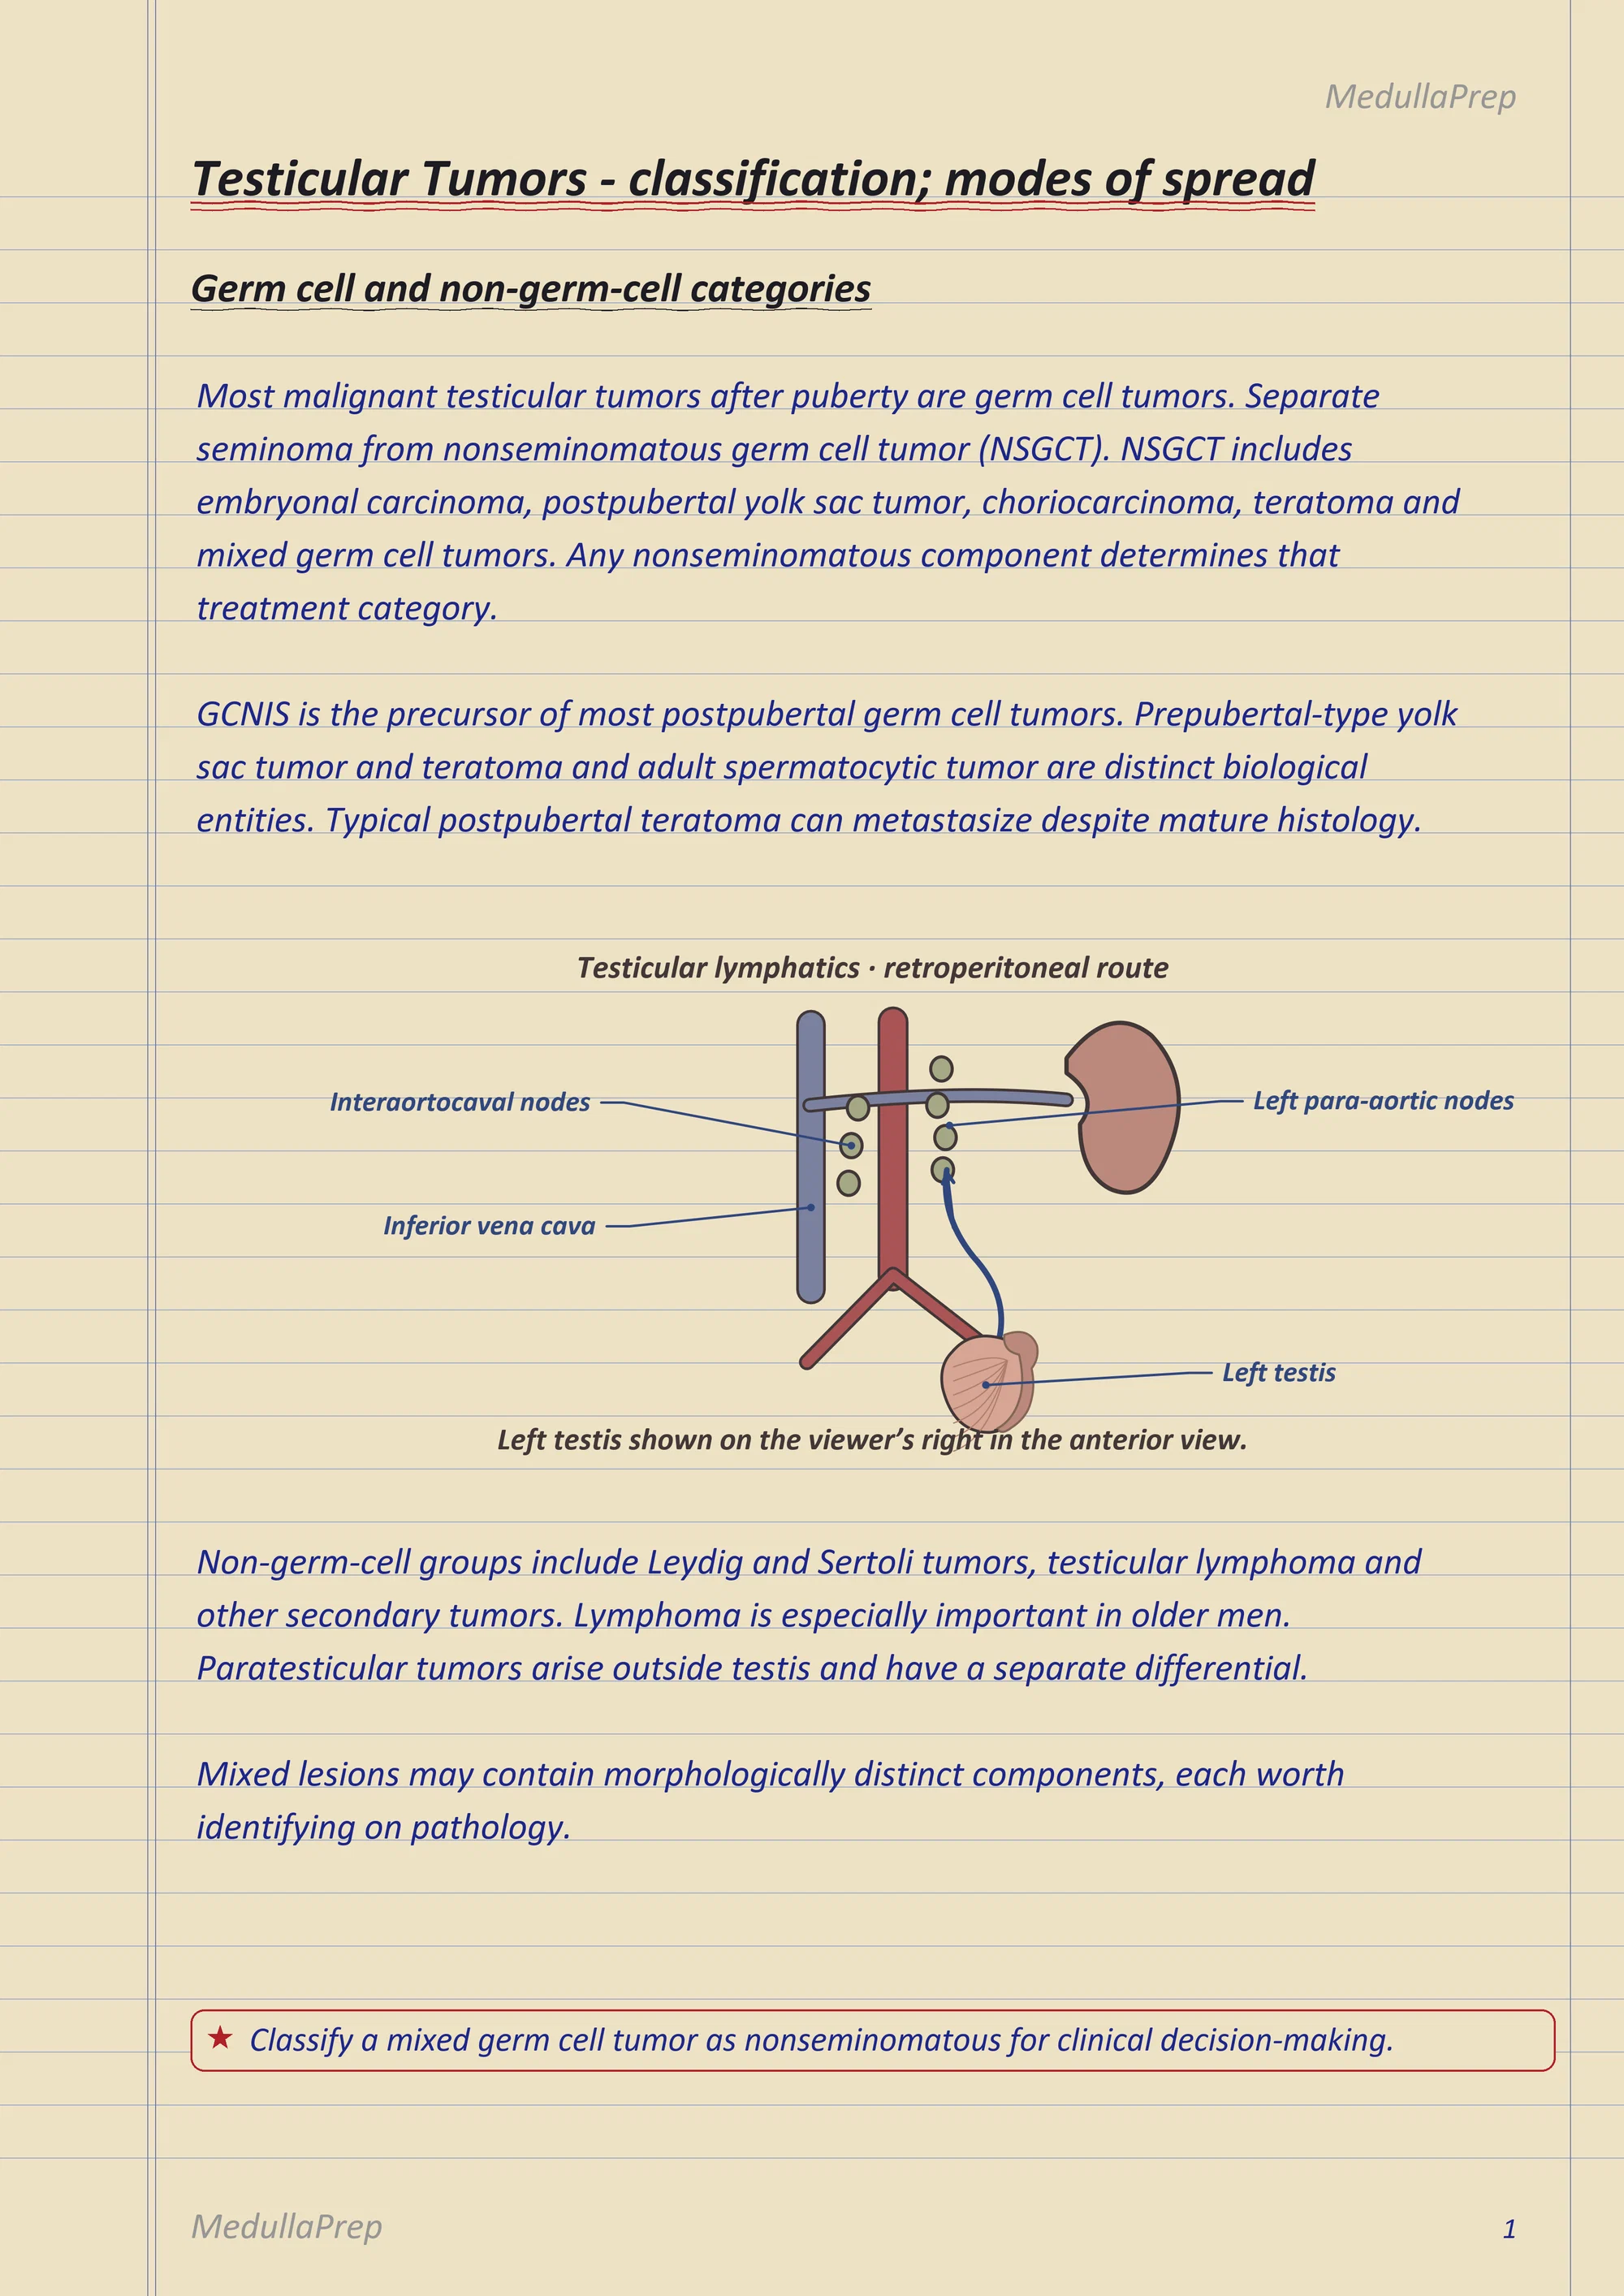 MedullaPrep
Testicular Tumors - classification; modes of spread
Germ cell and non-germ-cell categories
Most malignant testicular tumors after puberty are germ cell tumors. Separate
seminoma from nonseminomatous germ cell tumor (NSGCT). NSGCT includes
embryonal carcinoma, postpubertal yolk sac tumor, choriocarcinoma, teratoma and
mixed germ cell tumors. Any nonseminomatous component determines that
treatment category.
GCNIS is the precursor of most postpubertal germ cell tumors. Prepubertal-type yolk
sac tumor and teratoma and adult spermatocytic tumor are distinct biological
entities. Typical postpubertal teratoma can metastasize despite mature histology.
Testicular lymphatics · retroperitoneal route
Interaortocaval nodes
Left para-aortic nodes
Inferior vena cava
Left testis
Left testis shown on the viewer’s right in the anterior view.
Non-germ-cell groups include Leydig and Sertoli tumors, testicular lymphoma and
other secondary tumors. Lymphoma is especially important in older men.
Paratesticular tumors arise outside testis and have a separate differential.
Mixed lesions may contain morphologically distinct components, each worth
identifying on pathology.
★ Classify a mixed germ cell tumor as nonseminomatous for clinical decision-making.
MedullaPrep
1